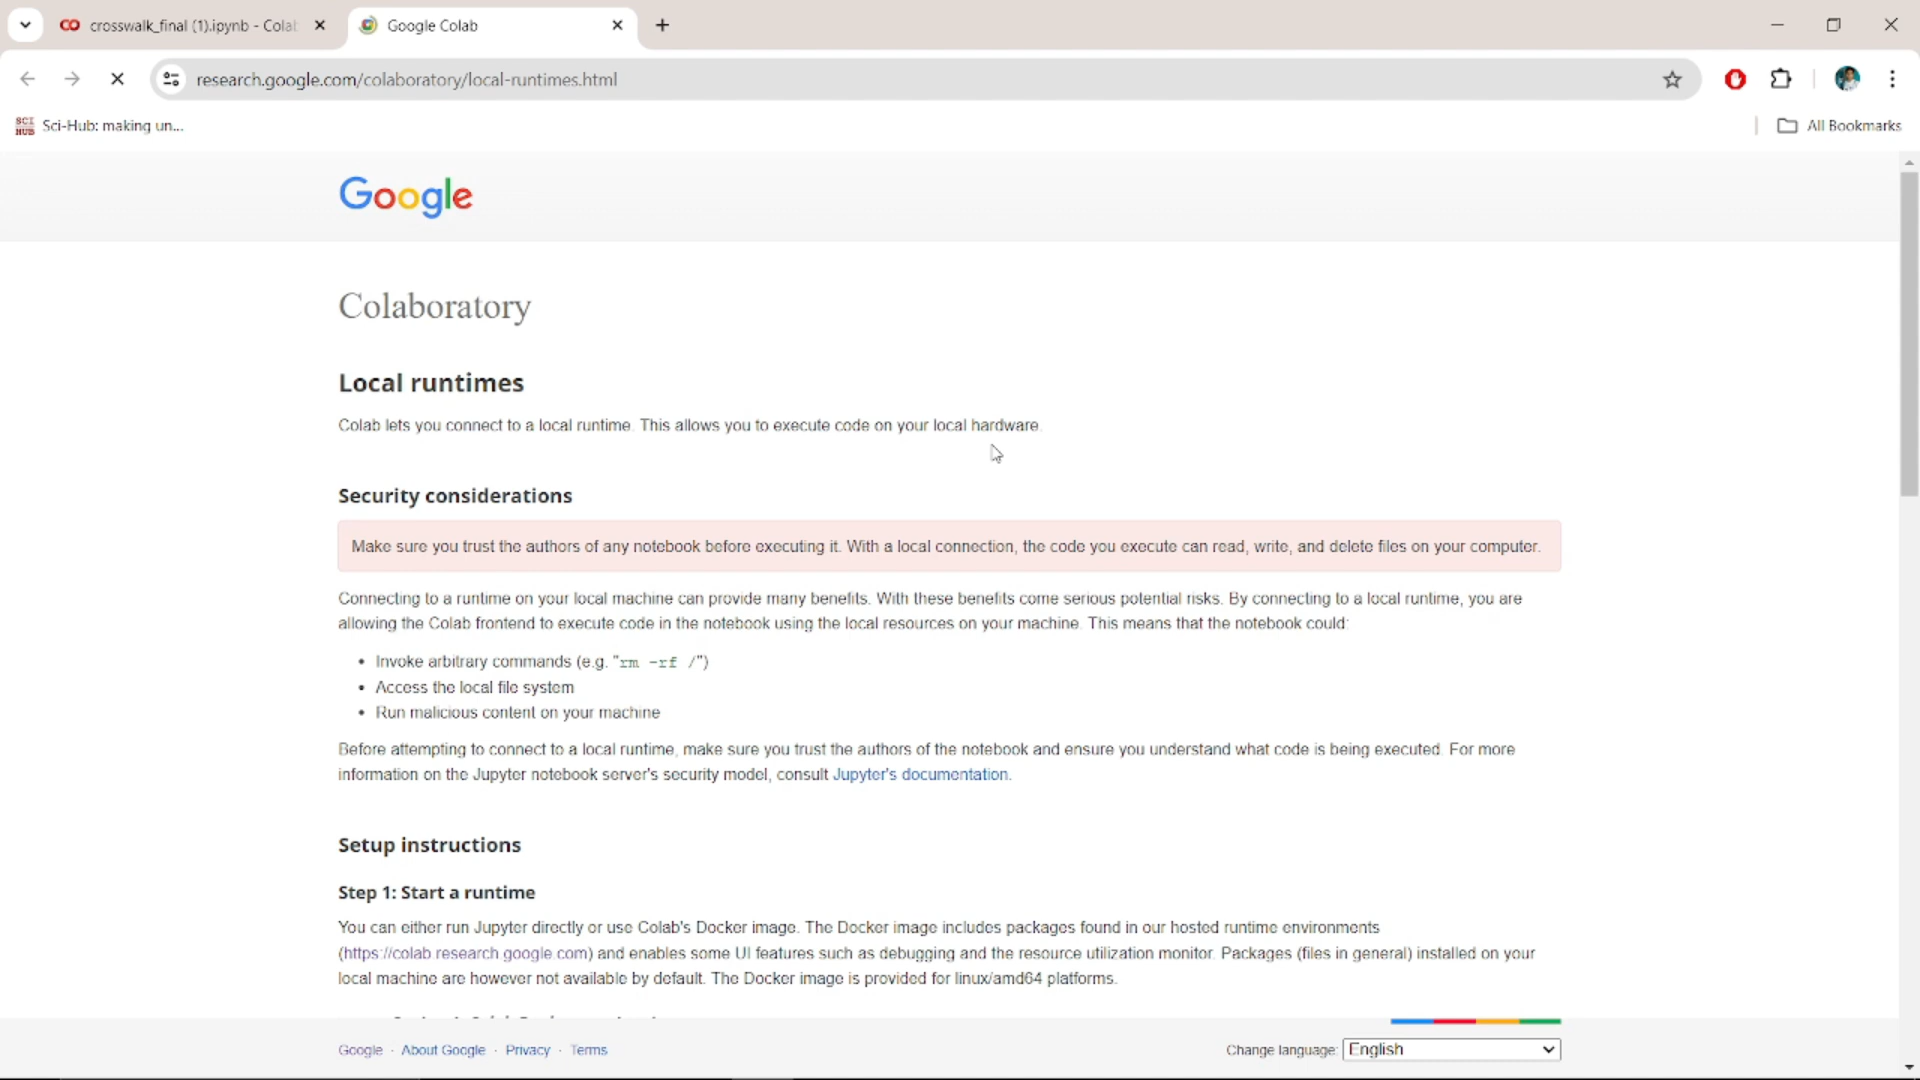 crosswalk_final (1).ipynb - Colab
Google Colab
research.google.com/colaboratory/local-runtimes.html
SCI HUB Sci-Hub: making un...
All Bookmarks
Google
Colaboratory
Local runtimes
Colab lets you connect to a local runtime. This allows you to execute code on your local hardware.
Security considerations
Make sure you trust the authors of any notebook before executing it. With a local connection, the code you execute can read, write, and delete files on your computer.
Connecting to a runtime on your local machine can provide many benefits. With these benefits come serious potential risks. By connecting to a local runtime, you are
allowing the Colab frontend to execute code in the notebook using the local resources on your machine. This means that the notebook could:
• Invoke arbitrary commands (e.g. "rm -rf /")
• Access the local file system
• Run malicious content on your machine
Before attempting to connect to a local runtime, make sure you trust the authors of the notebook and ensure you understand what code is being executed. For more
information on the Jupyter notebook server's security model, consult Jupyter's documentation.
Setup instructions
Step 1: Start a runtime
You can either run Jupyter directly or use Colab's Docker image. The Docker image includes packages found in our hosted runtime environments
(https://colab.research.google.com) and enables some UI features such as debugging and the resource utilization monitor. Packages (files in general) installed on your
local machine are however not available by default. The Docker image is provided for linux/amd64 platforms.
Google · About Google · Privacy · Terms
Change language: English